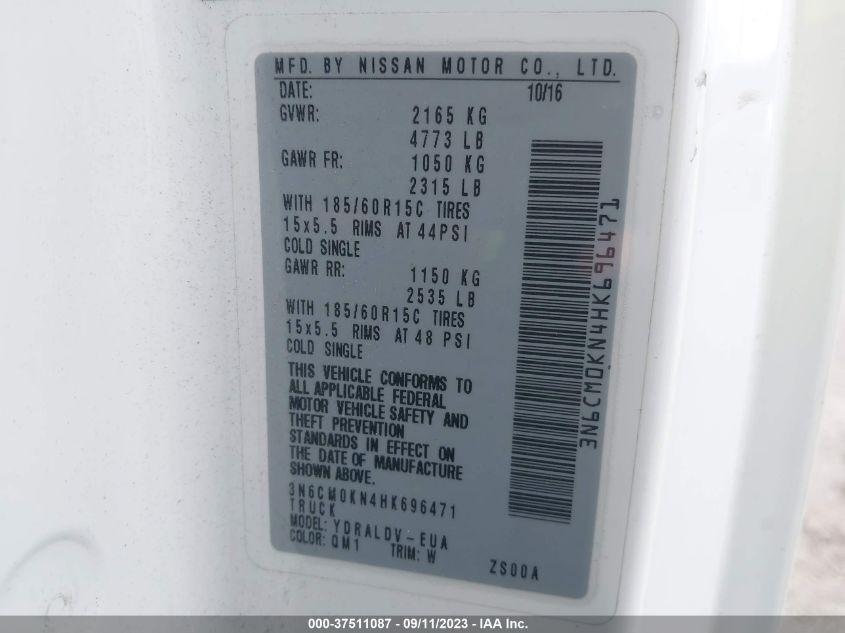 MFD. BY NISSAN MOTOR CO., LTD.
DATE: 10/16
GVWR: 2165 KG
4773 LB
GAWR FR: 1050 KG
2315 LB
WITH 185/60R15C TIRES
15x5.5 RIMS AT 44PSI
COLD SINGLE
GAWR RR: 1150 KG
2535 LB
WITH 185/60R15C TIRES
15x5.5 RIMS AT 48 PSI
COLD SINGLE
THIS VEHICLE CONFORMS TO
ALL APPLICABLE FEDERAL
MOTOR VEHICLE SAFETY AND
THEFT PREVENTION
STANDARDS IN EFFECT ON
THE DATE OF MANUFACTURE
SHOWN ABOVE.
3N6CM0KN4HK696471
TRUCK
MODEL: YDRALDV-EUA
COLOR: QM1 TRIM: W ZS00A
3N6CM0KN4HK696471
000-37511087 - 09/11/2023 - IAAI Inc.